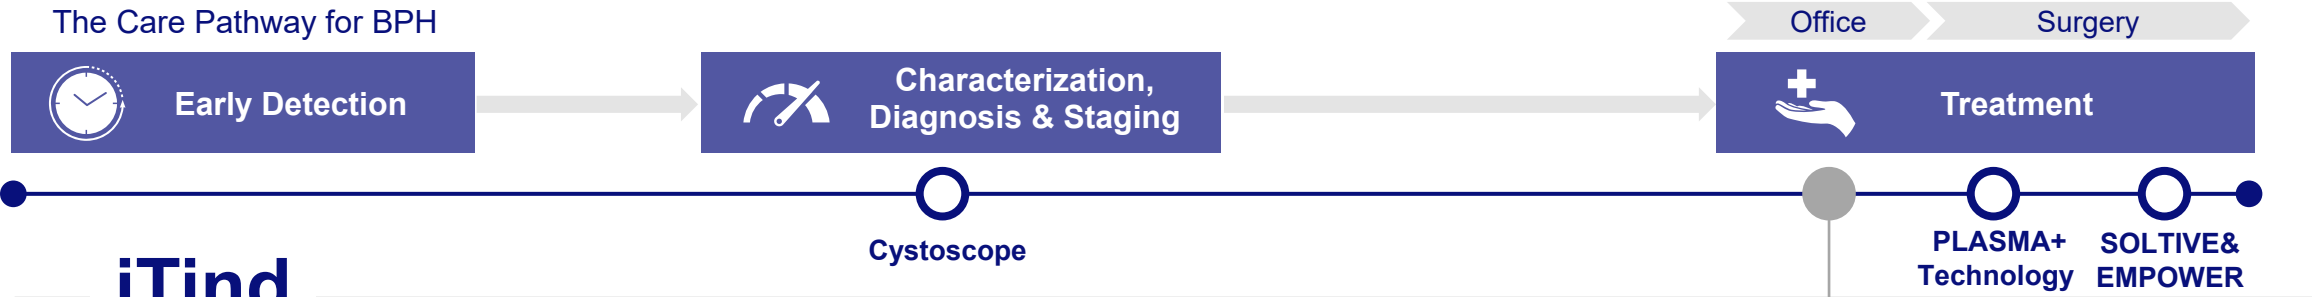 The Care Pathway for BPH
Office
Surgery
Early Detection
Characterization,
Diagnosis & Staging
Treatment
Cystoscope
PLASMA+
Technology
SOLTIVE&
EMPOWER
iTind